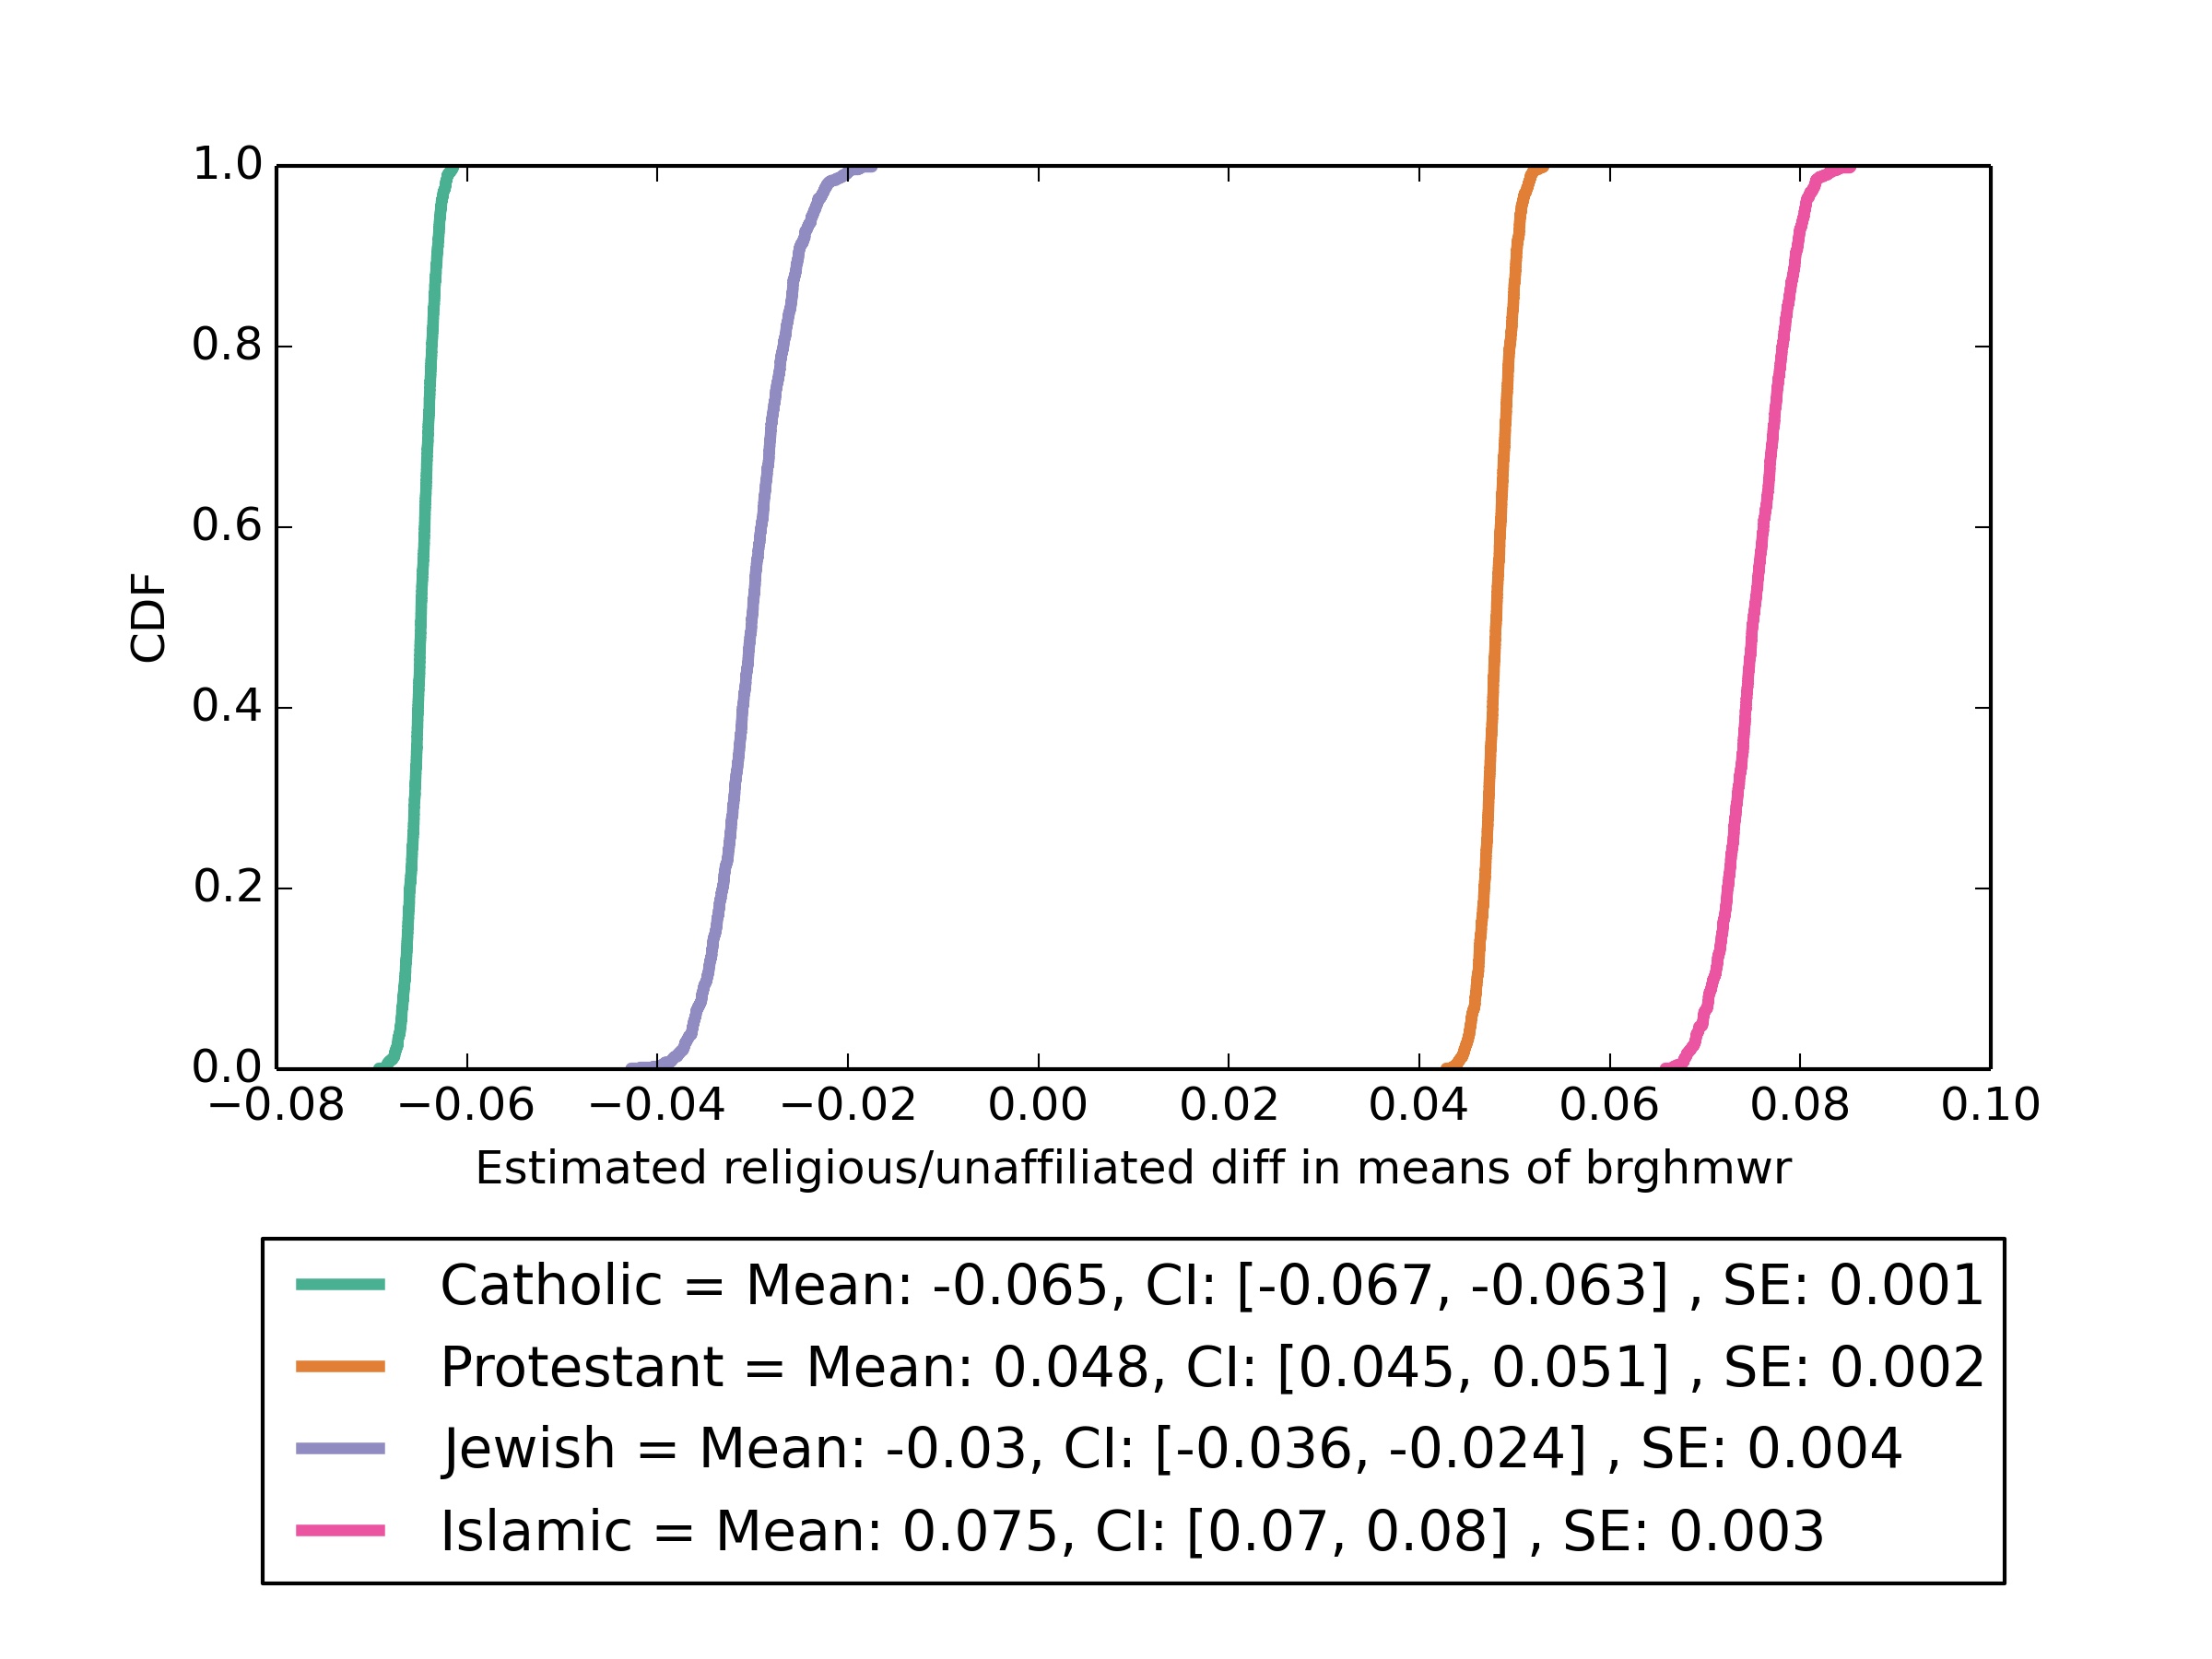 1.0
0.8
0.6
0.4
0.2
0.0
CDF
−0.08 −0.06 −0.04 −0.02 0.00 0.02 0.04 0.06 0.08 0.10
Estimated religious/unaffiliated diff in means of brghmwr
Catholic = Mean: -0.065, CI: [-0.067, -0.063] , SE: 0.001
Protestant = Mean: 0.048, CI: [0.045, 0.051] , SE: 0.002
Jewish = Mean: -0.03, CI: [-0.036, -0.024] , SE: 0.004
Islamic = Mean: 0.075, CI: [0.07, 0.08] , SE: 0.003